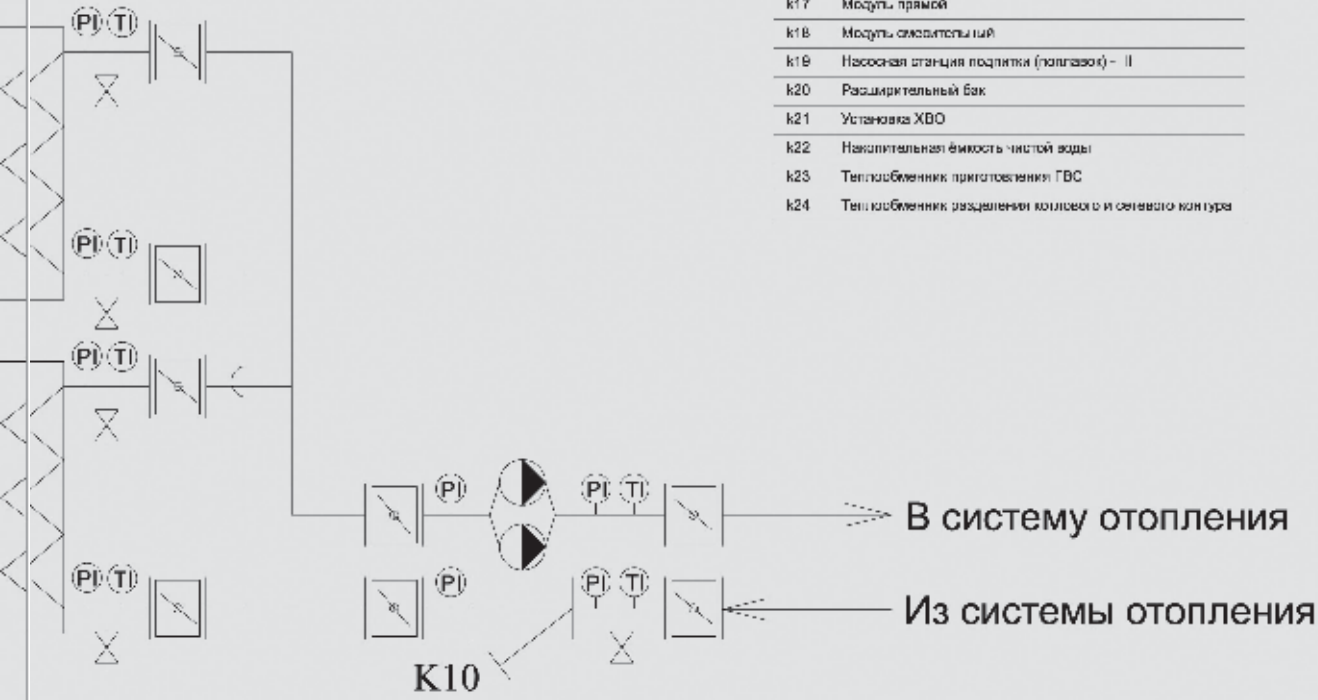 k17 Модуль прямой
PI TI
k18 Модуль смесительный
k19 Насосная станция подпитки (поплавок) - II
k20 Расширительный бак
k21 Установка ХВО
k22 Накопительная ёмкость чистой воды
k23 Теплообменник приготовления ГВС
k24 Теплообменник разделения котлового и сетевого контура
PI TI
PI TI
PI PI TI
В систему отопления
PI TI PI PI TI
Из системы отопления
K10